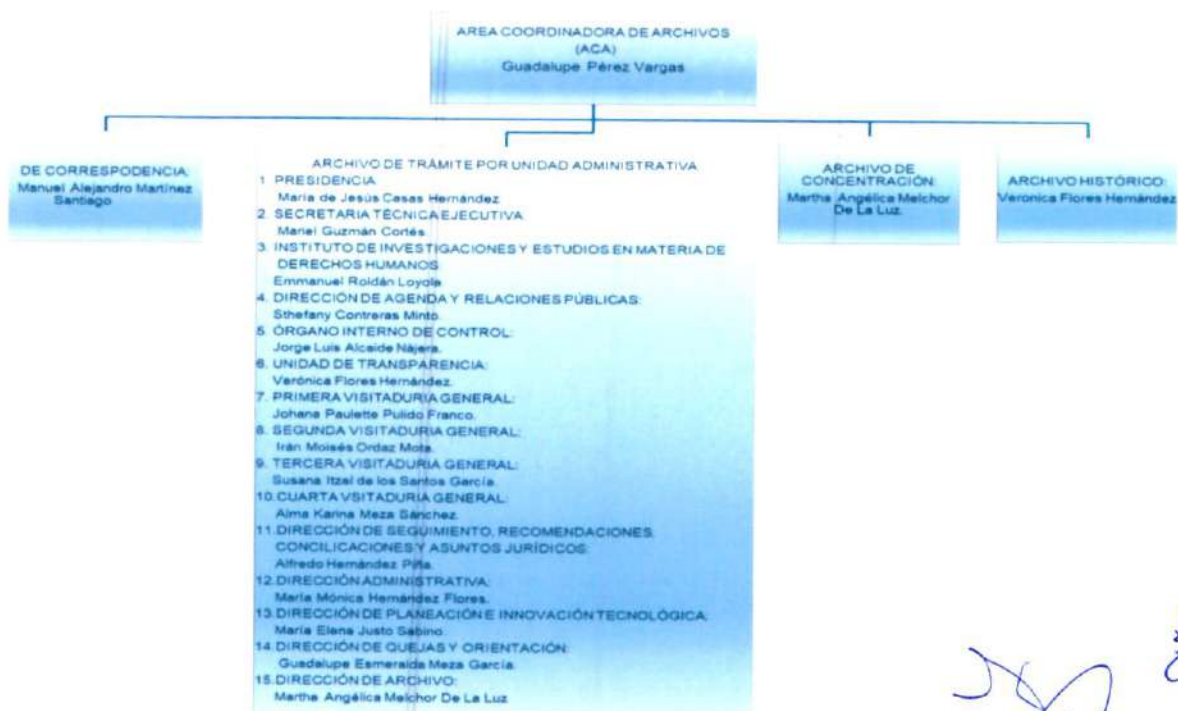 AREA COORDINADORA DE ARCHIVOS
(ACA)
Guadalupe Pérez Vargas
DE CORRESPODENCIA:
Manuel Alejandro Martínez
Santiago
ARCHIVO DE TRÁMITE POR UNIDAD ADMINISTRATIVA
1 PRESIDENCIA
María de Jesús Casas Hernández
2. SECRETARIA TÉCNICA EJECUTIVA
Mariel Guzmán Cortés
3. INSTITUTO DE INVESTIGACIONES Y ESTUDIOS EN MATERIA DE
DERECHOS HUMANOS
Emmanuel Roldán Loyola
4. DIRECCIÓN DE AGENDA Y RELACIONES PÚBLICAS:
Sthefany Contreras Minto.
5. ÓRGANO INTERNO DE CONTROL:
Jorge Luis Alcaide Nájera.
6. UNIDAD DE TRANSPARENCIA:
Verónica Flores Hernández.
7. PRIMERA VISITADURIA GENERAL:
Johana Paulette Pulido Franco.
8. SEGUNDA VISITADURIA GENERAL:
Irán Moisés Ordaz Mota.
9. TERCERA VISITADURIA GENERAL:
Susana Itzel de los Santos García.
10. CUARTA VSITADURIA GENERAL:
Alma Karina Meza Sánchez.
11. DIRECCIÓN DE SEGUIMIENTO, RECOMENDACIONES,
CONCILICACIONES Y ASUNTOS JURÍDICOS:
Alfredo Hernández Piña.
12. DIRECCIÓN ADMINISTRATIVA:
María Mónica Hernández Flores.
13. DIRECCIÓN DE PLANEACIÓN E INNOVACIÓN TECNOLÓGICA:
María Elena Justo Sabino.
14. DIRECCIÓN DE QUEJAS Y ORIENTACIÓN:
Guadalupe Esmeralda Meza García.
15. DIRECCIÓN DE ARCHIVO:
Martha Angélica Melchor De La Luz
ARCHIVO DE
CONCENTRACIÓN:
Martha Angélica Melchor
De La Luz.
ARCHIVO HISTÓRICO:
Veronica Flores Hernández